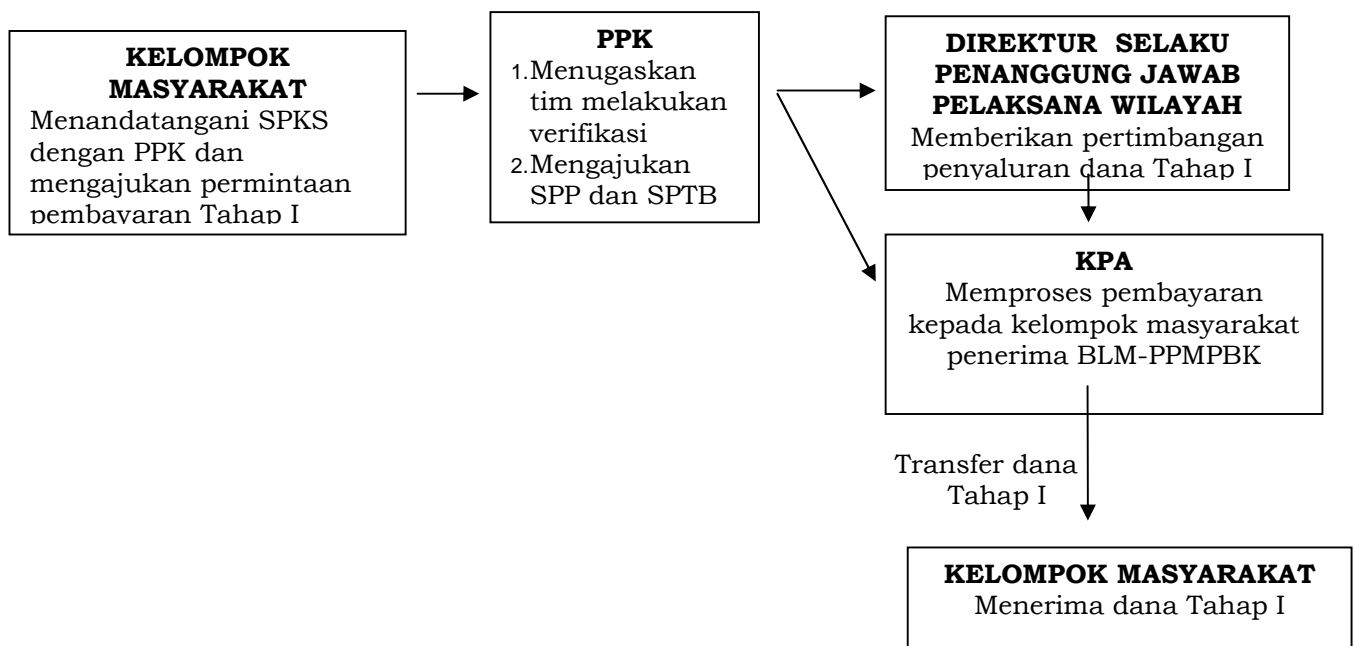 KELOMPOK
MASYARAKAT
Menandatangani SPKS
dengan PPK dan
mengajukan permintaan
pembayaran Tahap I
PPK
1.Menugaskan
tim melakukan
verifikasi
2.Mengajukan
SPP dan SPTB
DIREKTUR SELAKU
PENANGGUNG JAWAB
PELAKSANA WILAYAH
Memberikan pertimbangan
penyaluran dana Tahap I
KPA
Memproses pembayaran
kepada kelompok masyarakat
penerima BLM-PPMPBK
Transfer dana
Tahap I
KELOMPOK MASYARAKAT
Menerima dana Tahap I